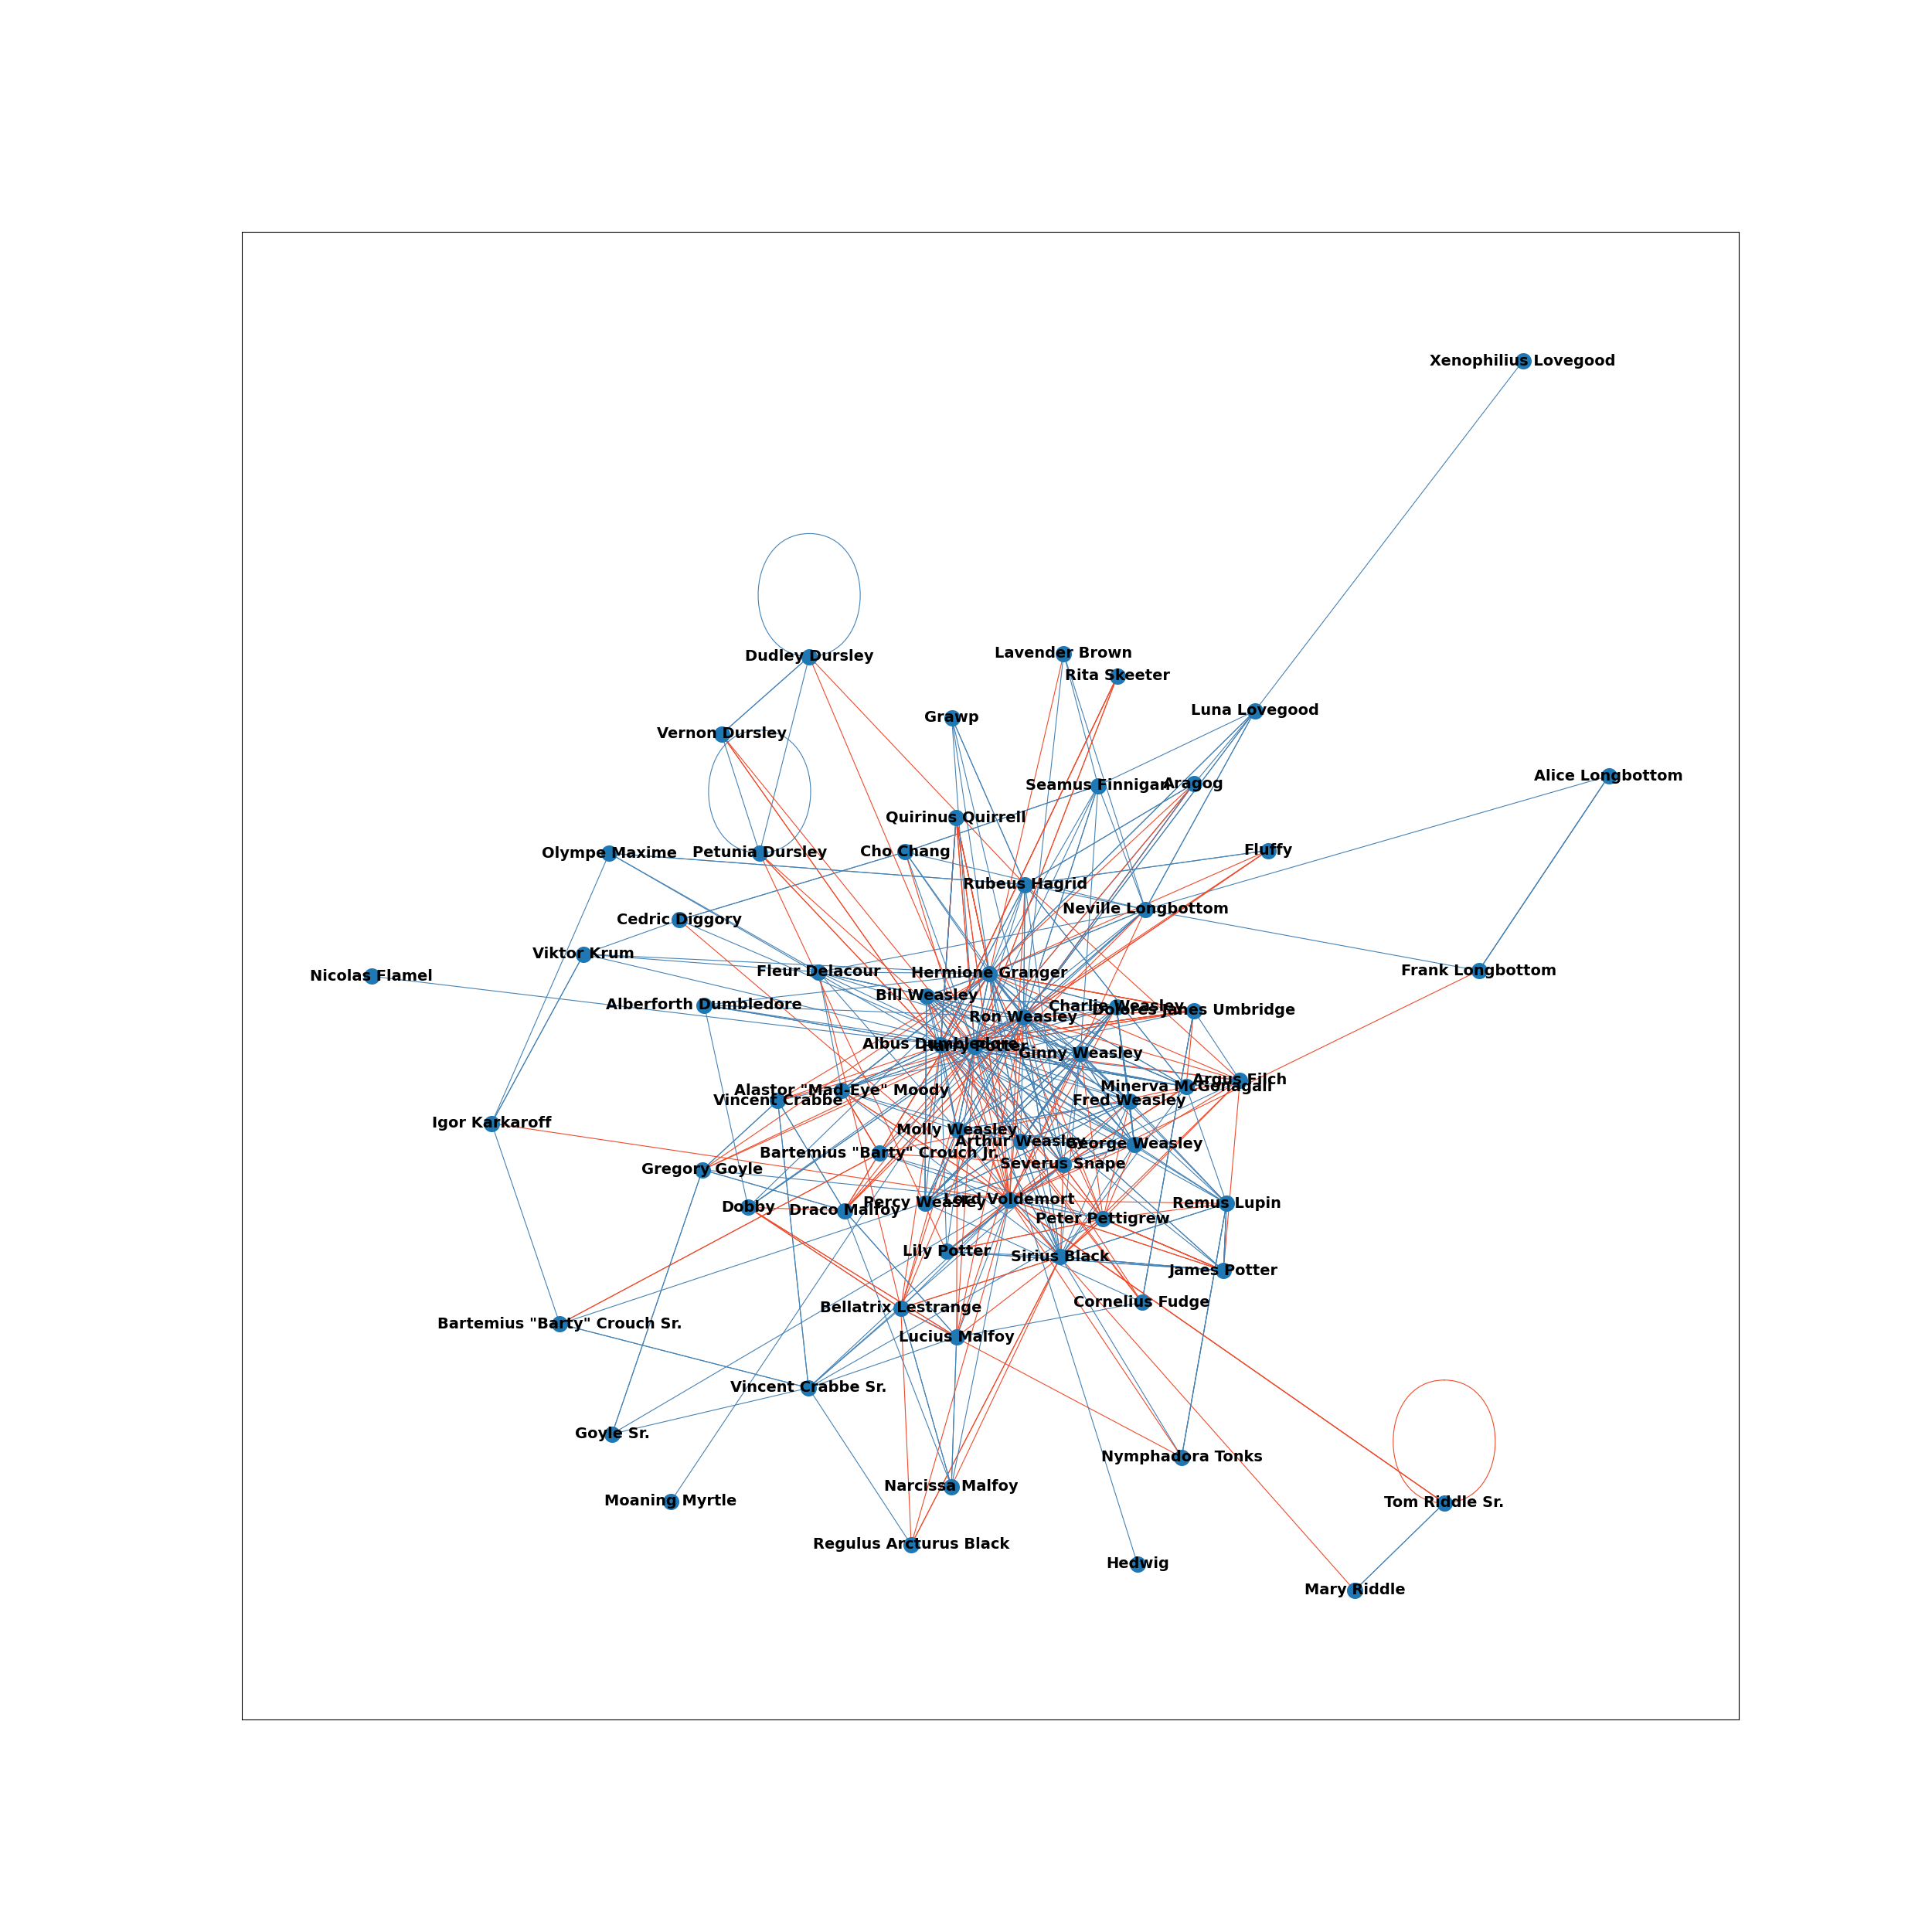 Xenophilius Lovegood
Dudley Dursley
Lavender Brown
Rita Skeeter
Luna Lovegood
Grawp
Vernon Dursley
Alice Longbottom
Seamus Finnigan
Aragog
Quirinus Quirrell
Olympe Maxime
Petunia Dursley
Cho Chang
Fluffy
Rubeus Hagrid
Neville Longbottom
Cedric Diggory
Viktor Krum
Nicolas Flamel
Fleur Delacour
Hermione Granger
Frank Longbottom
Bill Weasley
Alberforth Dumbledore
Charlie Weasley
Dolores Janes Umbridge
Ron Weasley
Albus Dumbledore
Harry Potter
Ginny Weasley
Argus Filch
Minerva McGonagall
Alastor "Mad-Eye" Moody
Vincent Crabbe
Fred Weasley
Igor Karkaroff
Molly Weasley
Arthur Weasley
George Weasley
Bartemius "Barty" Crouch Jr.
Severus Snape
Gregory Goyle
Dobby
Draco Malfoy
Percy Weasley
Lord Voldemort
Remus Lupin
Peter Pettigrew
Lily Potter
Sirius Black
James Potter
Bellatrix Lestrange
Cornelius Fudge
Bartemius "Barty" Crouch Sr.
Lucius Malfoy
Vincent Crabbe Sr.
Goyle Sr.
Nymphadora Tonks
Narcissa Malfoy
Moaning Myrtle
Tom Riddle Sr.
Regulus Arcturus Black
Hedwig
Mary Riddle